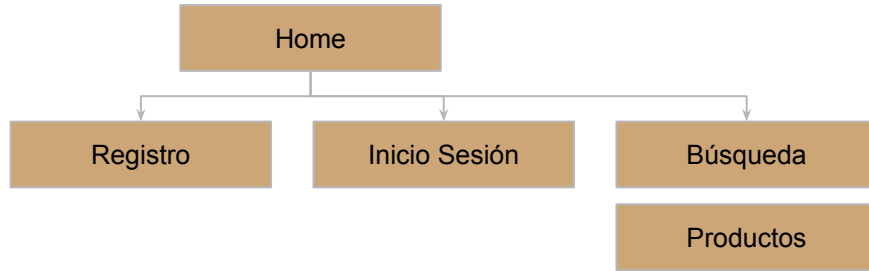 Home
Registro
Inicio Sesión
Búsqueda
Productos